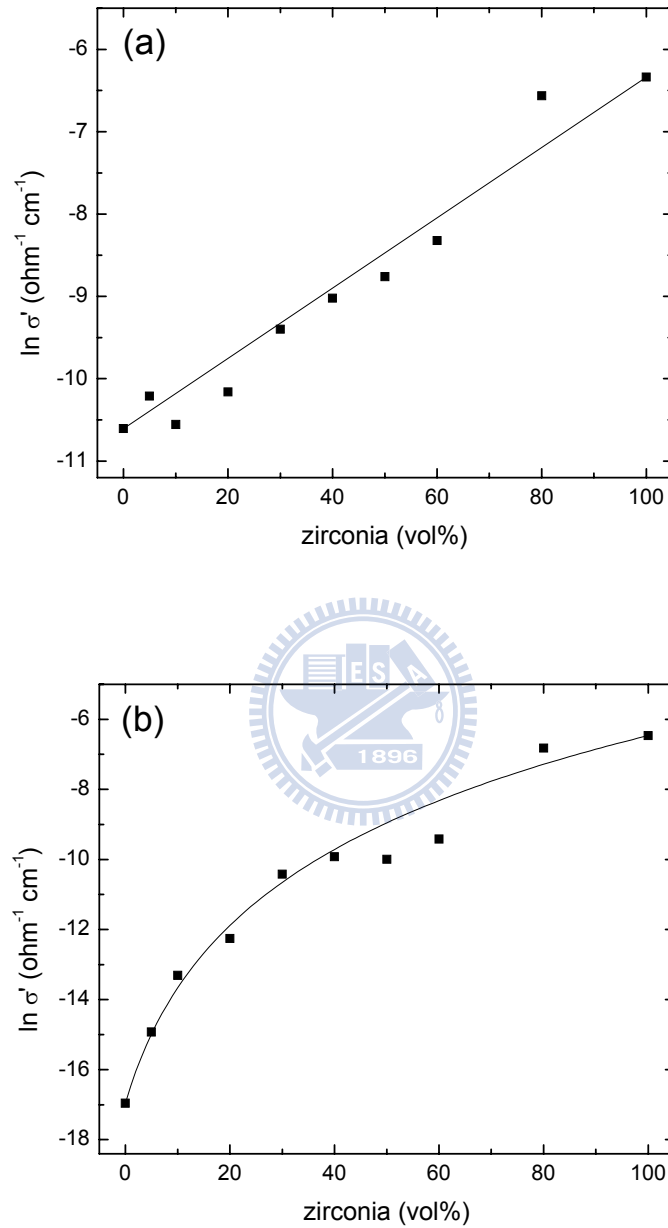 (a)
-6
-7
-8
-9
-10
-11
ln σ' (ohm⁻¹ cm⁻¹)
0 20 40 60 80 100
zirconia (vol%)
(b)
-6
-8
-10
-12
-14
-16
-18
ln σ' (ohm⁻¹ cm⁻¹)
E S A
1896
0 20 40 60 80 100
zirconia (vol%)